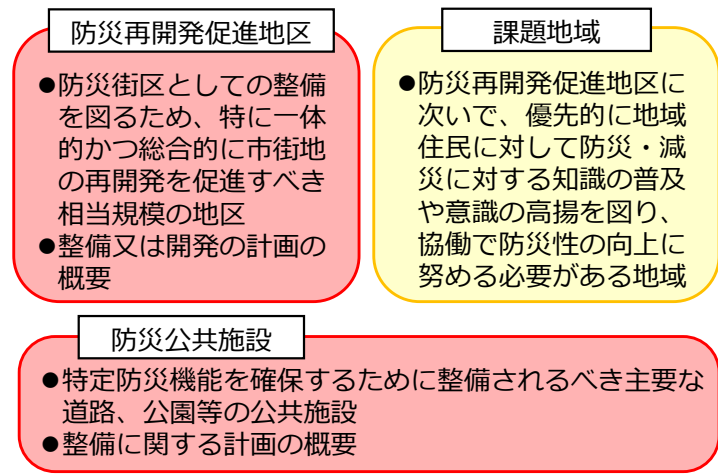 防災再開発促進地区
●防災街区としての整備
を図るため、特に一体
的かつ総合的に市街地
の再開発を促進すべき
相当規模の地区
●整備又は開発の計画の
概要
課題地域
●防災再開発促進地区に
次いで、優先的に地域
住民に対して防災・減
災に対する知識の普及
や意識の高揚を図り、
協働で防災性の向上に
努める必要がある地域
防災公共施設
●特定防災機能を確保するために整備されるべき主要な
道路、公園等の公共施設
●整備に関する計画の概要